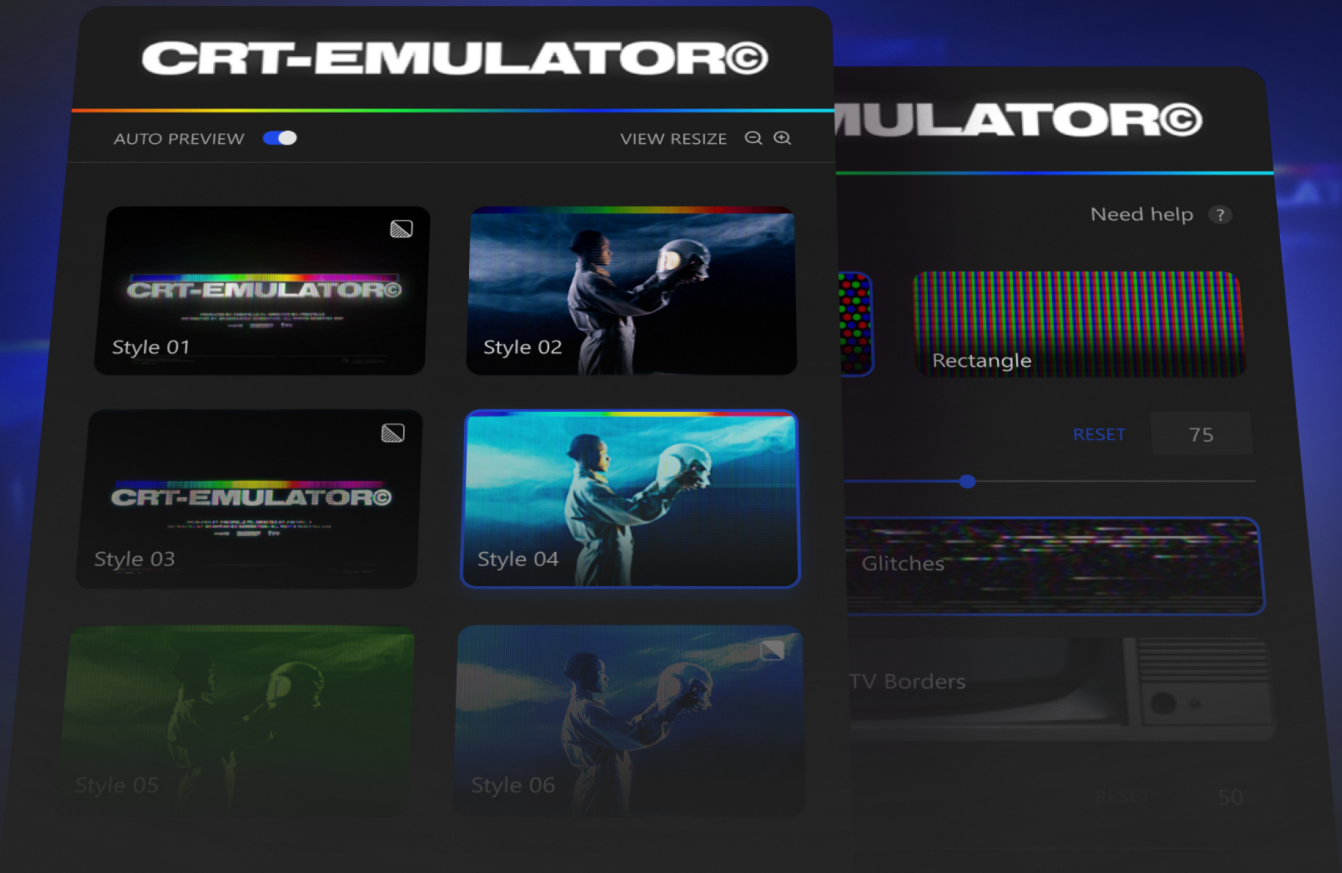 CRT-EMULATOR©
AUTO PREVIEW
VIEW RESIZE
CRT-EMULATOR©
Style 01
Style 02
CRT-EMULATOR©
Style 03
Style 04
Style 05
Style 06
MULATOR©
Need help ?
Rectangle
RESET 75
Glitches
TV Borders
RESET 50